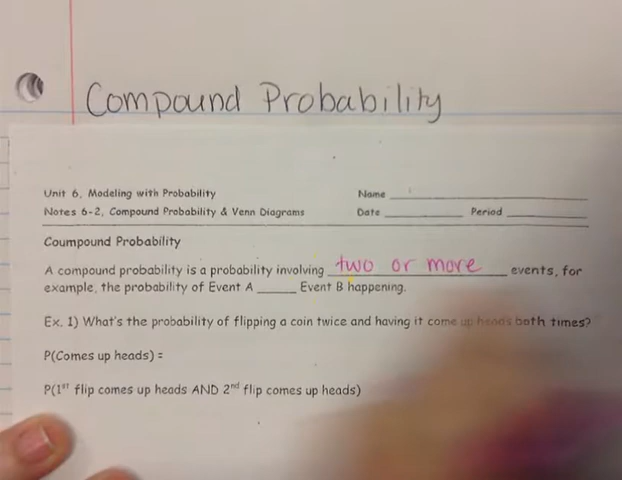 Compound Probability
Unit 6, Modeling with Probability Name
Notes 6-2, Compound Probability & Venn Diagrams Date Period
Coumpound Probability
A compound probability is a probability involving two or more events, for
example, the probability of Event A _____ Event B happening.
Ex. 1) What's the probability of flipping a coin twice and having it come up heads both times?
P(Comes up heads) =
P(1st flip comes up heads AND 2nd flip comes up heads)